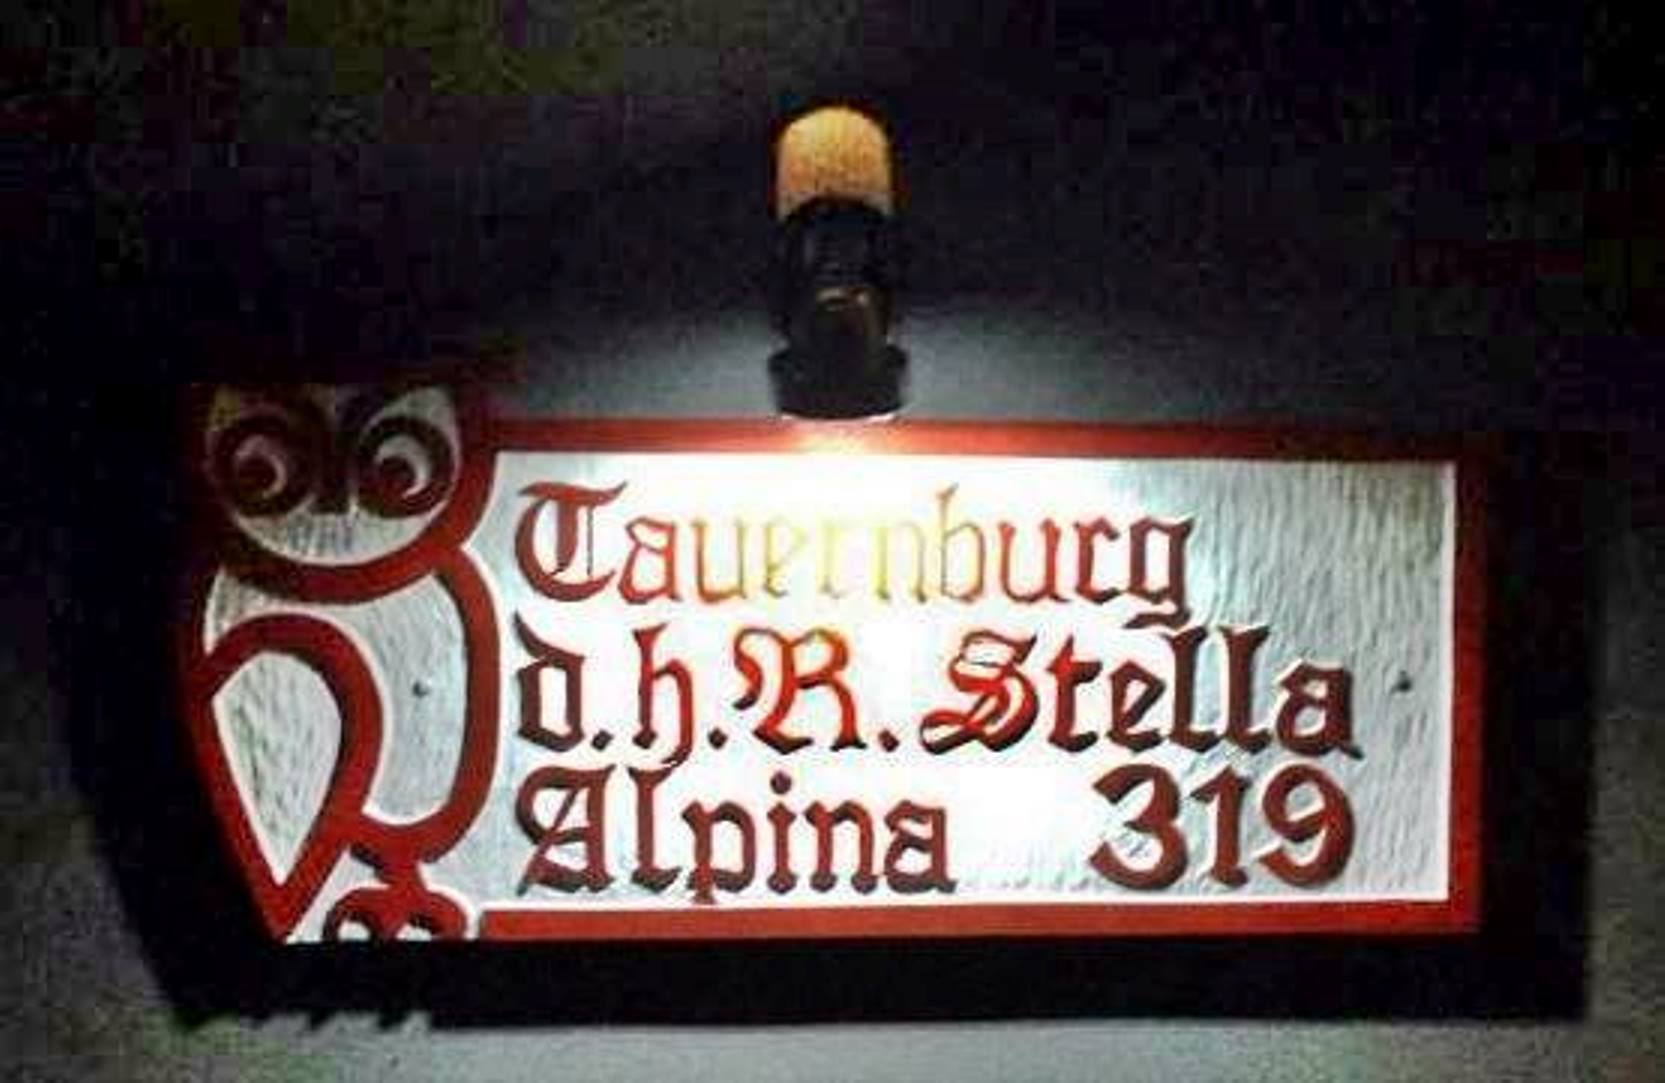 Tauernburg
d.h.R. Stella
Alpina 319